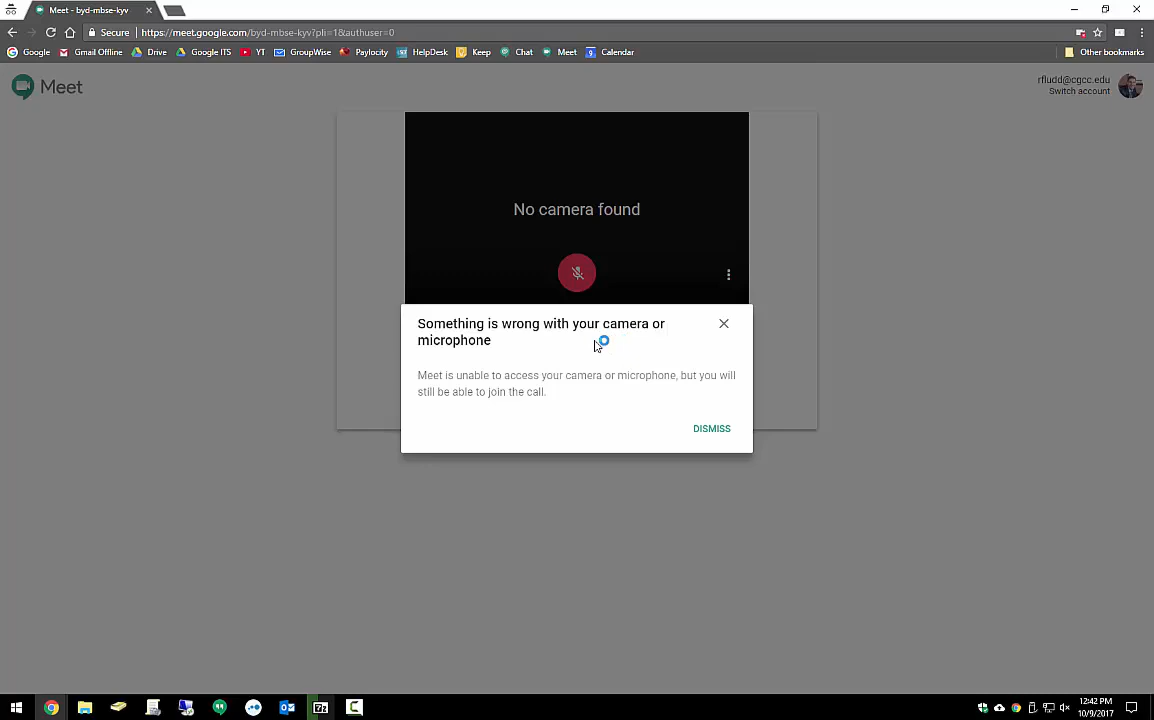 Meet - byd-mbse-kyv
Secure
https://meet.google.com/byd-mbse-kyv?pli=1&authuser=0
Google Gmail Offline Drive Google ITS YT GroupWise Paylocity HelpDesk Keep Chat Meet Calendar Other bookmarks
Meet
rfludd@cgcc.edu
Switch account
No camera found
Something is wrong with your camera or
microphone
Meet is unable to access your camera or microphone, but you will
still be able to join the call.
DISMISS
12:42 PM
10/9/2017